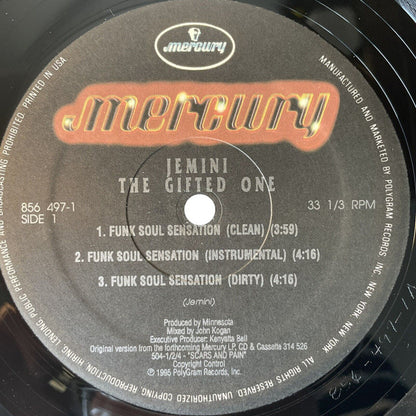 mercury
mercury
JEMINI
THE GIFTED ONE
856 497-1
SIDE 1
33 1/3 RPM
1. FUNK SOUL SENSATION (CLEAN) (3:59)
2. FUNK SOUL SENSATION (INSTRUMENTAL) (4:16)
3. FUNK SOUL SENSATION (DIRTY) (4:16)
(Jemini)
Produced by Minnesota
Mixed by John Kogan
Executive Producer: Kenyatta Bell
Original version from the forthcoming Mercury LP, CD & Cassette 314 526
504-1/2/4 - "SCARS AND PAIN"
Copyright Control
© 1995 PolyGram Records, Inc.
MANUFACTURED AND MARKETED BY POLYGRAM RECORDS INC. NEW YORK, NEW YORK. ALL RIGHTS RESERVED UNAUTHORIZED COPYING, REPRODUCTION, HIRING, LENDING PUBLIC PERFORMANCE AND BROADCASTING PROHIBITED. PRINTED IN USA.